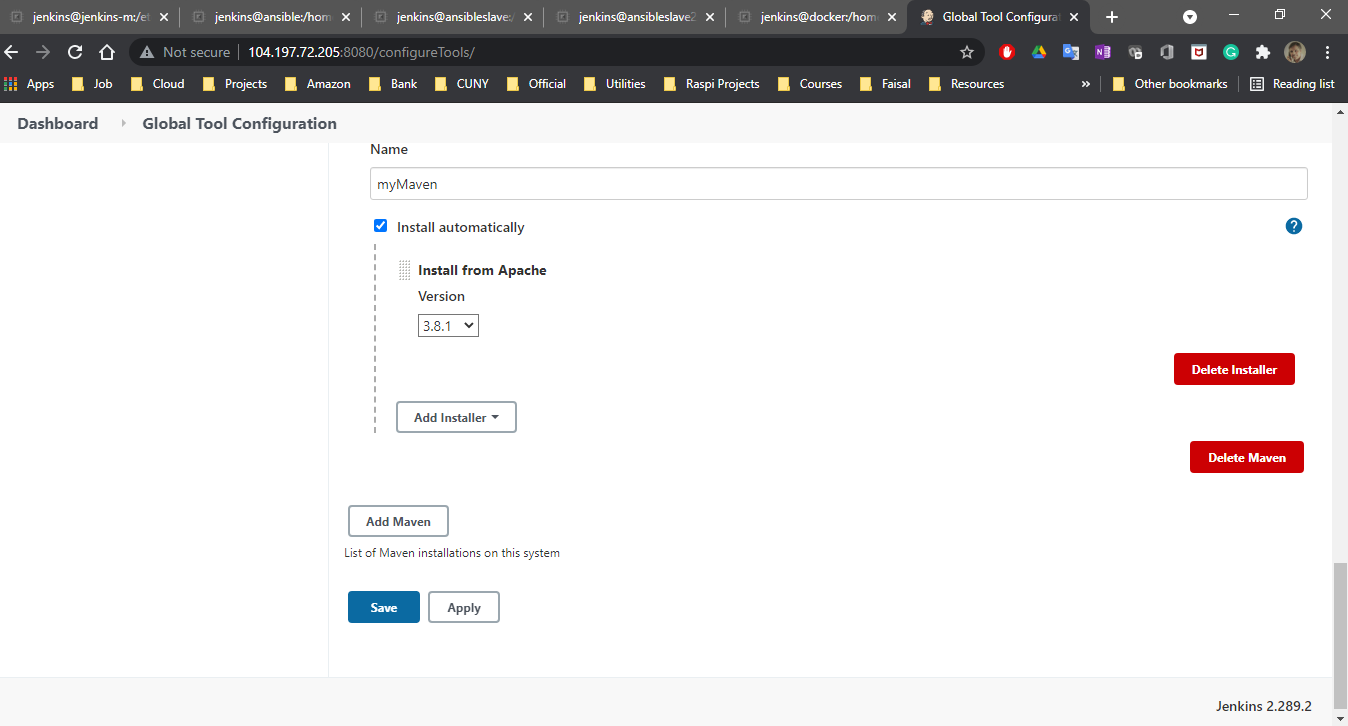 jenkins@jenkins-m:/et
jenkins@ansible:/hom
jenkins@ansibleslave:/
jenkins@ansibleslave2
jenkins@docker:/hom
Global Tool Configurat
Not secure
104.197.72.205:8080/configureTools/
Apps
Job
Cloud
Projects
Amazon
Bank
CUNY
Official
Utilities
Raspi Projects
Courses
Faisal
Resources
»
Other bookmarks
Reading list
Dashboard
Global Tool Configuration
Name
myMaven
Install automatically
?
Install from Apache
Version
3.8.1
Delete Installer
Add Installer
Delete Maven
Add Maven
List of Maven installations on this system
Save
Apply
Jenkins 2.289.2